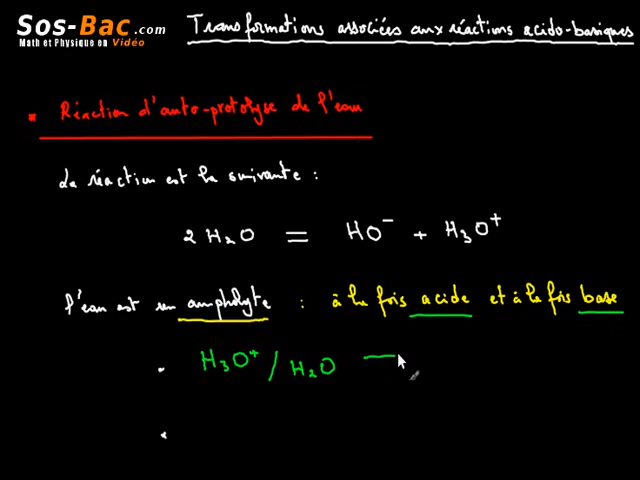 Sos-Bac.com
Math et Physique en Vidéo
Transformations associées aux réactions acido-basiques
Réaction d'auto-protolyse de l'eau
La réaction est la suivante :
2 H₂O = HO⁻ + H₃O⁺
l'eau est un ampholyte : à la fois acide et à la fois base
H₃O⁺ / H₂O